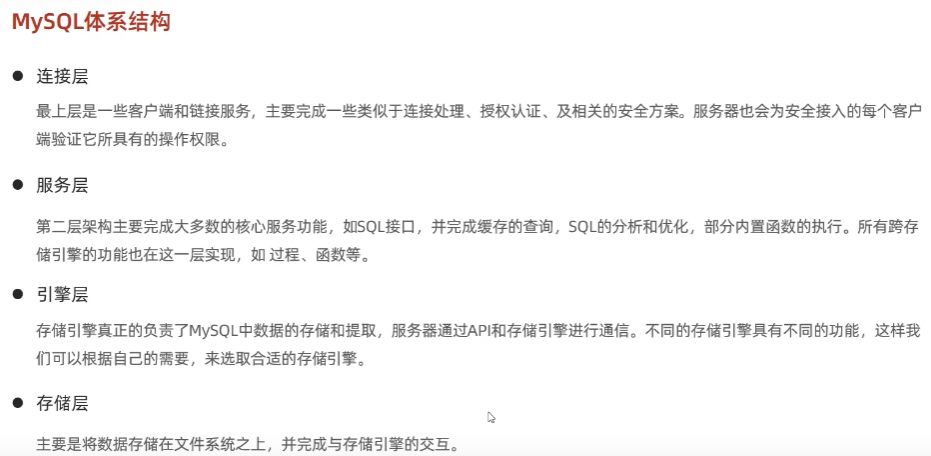 MySQL体系结构
● 连接层
最上层是一些客户端和链接服务，主要完成一些类似于连接处理、授权认证、及相关的安全方案。服务器也会为安全接入的每个客户
端验证它所具有的操作权限。
● 服务层
第二层架构主要完成大多数的核心服务功能，如SQL接口，并完成缓存的查询，SQL的分析和优化，部分内置函数的执行。所有跨存
储引擎的功能也在这一层实现，如 过程、函数等。
● 引擎层
存储引擎真正的负责了MySQL中数据的存储和提取，服务器通过API和存储引擎进行通信。不同的存储引擎具有不同的功能，这样我
们可以根据自己的需要，来选取合适的存储引擎。
● 存储层
主要是将数据存储在文件系统之上，并完成与存储引擎的交互。